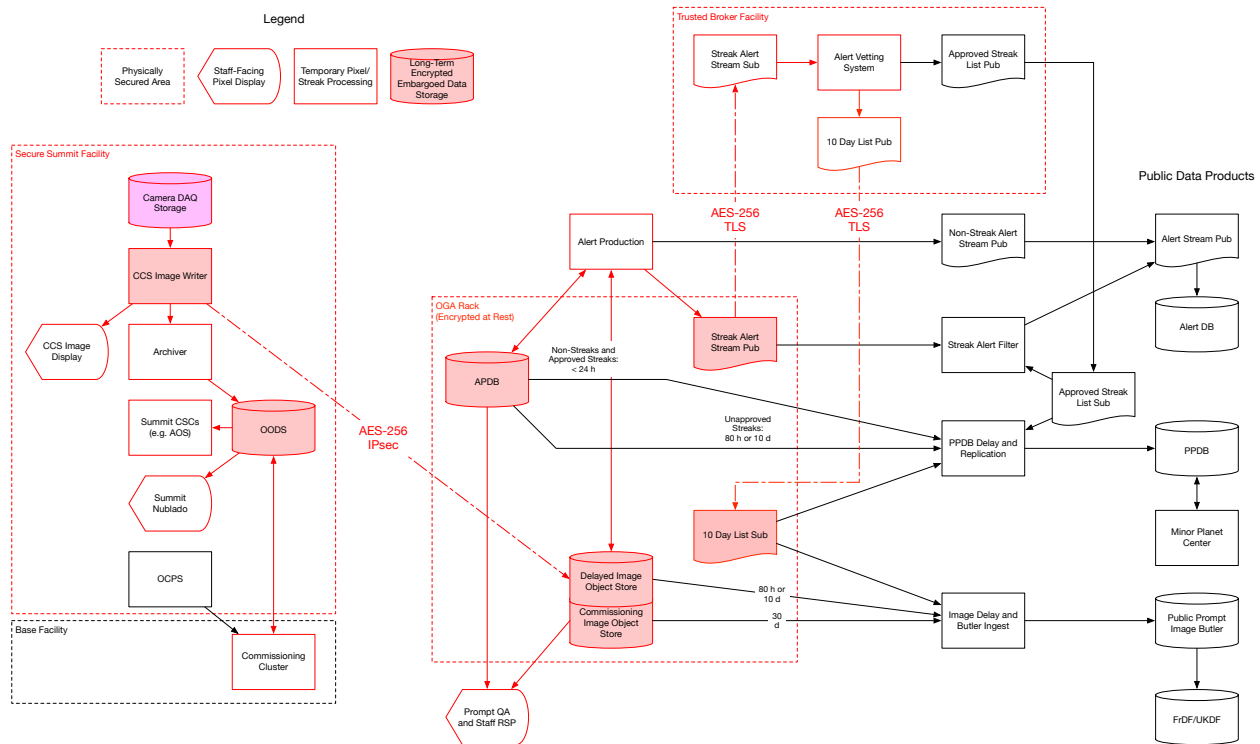 Legend
Physically
Secured Area
Staff-Facing
Pixel Display
Temporary Pixel/
Streak Processing
Long-Term
Encrypted
Embargoed Data
Storage
Trusted Broker Facility
Streak Alert
Stream Sub
Alert Vetting
System
Approved Streak
List Pub
10 Day List Pub
Secure Summit Facility
Camera DAQ
Storage
CCS Image Writer
CCS Image
Display
Archiver
Summit CSCs
(e.g. AOS)
OODS
Summit
Nublado
OCPS
Base Facility
Commissioning
Cluster
AES-256
IPsec
AES-256
TLS
AES-256
TLS
Public Data Products
Alert Production
Non-Streak Alert
Stream Pub
Alert Stream Pub
Alert DB
OGA Rack
(Encrypted at Rest)
Streak Alert
Stream Pub
Streak Alert Filter
APDB
Non-Streaks and
Approved Streaks:
< 24 h
Approved Streak
List Sub
Unapproved
Streaks:
80 h or 10 d
PPDB Delay and
Replication
PPDB
10 Day List Sub
Minor Planet
Center
Delayed Image
Object Store
Commissioning
Image Object
Store
80 h or
10 d
30
d
Image Delay and
Butler Ingest
Public Prompt
Image Butler
Prompt QA
and Staff RSP
FrDF/UKDF